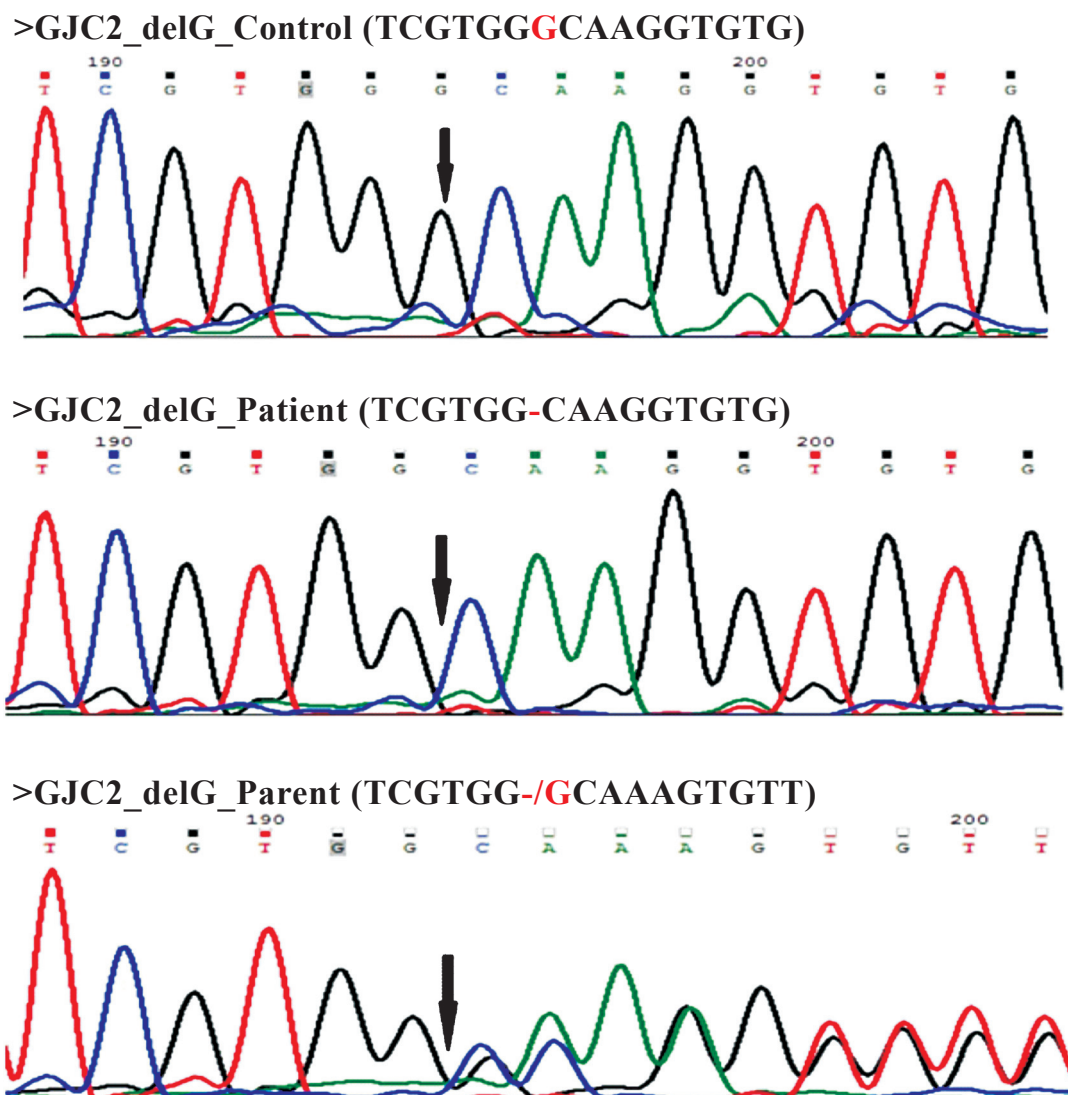 >GJC2_delG_Control (TCGTGGGCAAGGTGTG)
190 200
T C G T G G G C A A G G T G T G
>GJC2_delG_Patient (TCGTGG-CAAGGTGTG)
190 200
T C G T G G C A A G G T G T G
>GJC2_delG_Parent (TCGTGG-/GCAAAGTGTT)
190 200
T C G T G G C A A A G T G T T